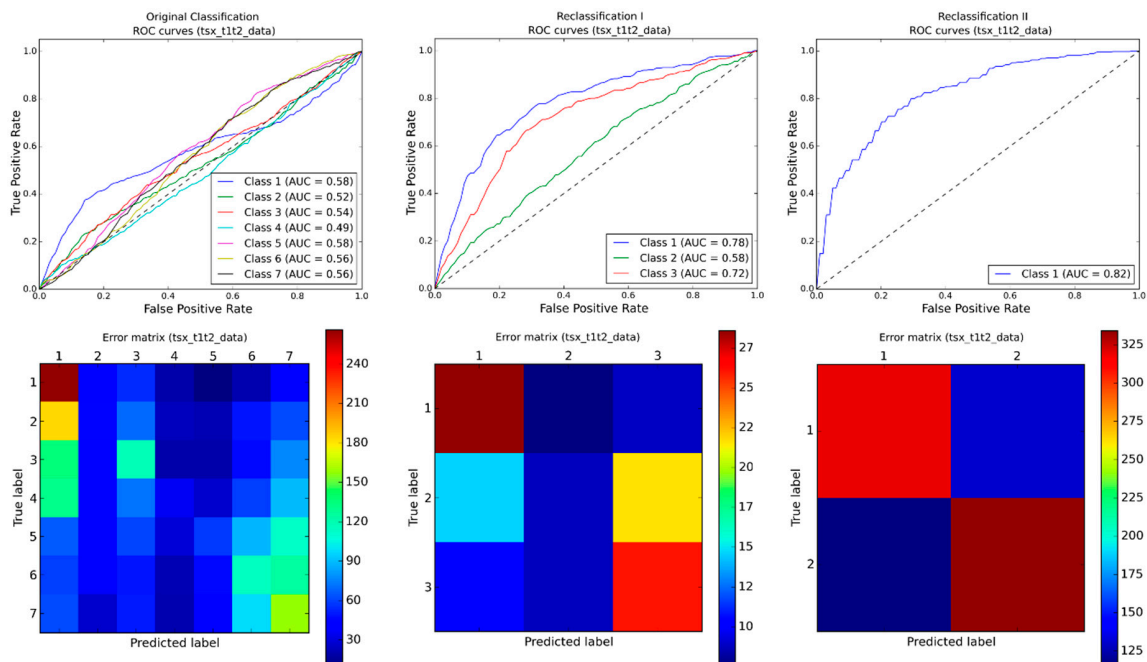 Original Classification
ROC curves (tsx_t1t2_data)
1.0
0.8
0.6
0.4
0.2
0.0
True Positive Rate
Class 1 (AUC = 0.58)
Class 2 (AUC = 0.52)
Class 3 (AUC = 0.54)
Class 4 (AUC = 0.49)
Class 5 (AUC = 0.58)
Class 6 (AUC = 0.56)
Class 7 (AUC = 0.56)
0.0 0.2 0.4 0.6 0.8 1.0
False Positive Rate
Reclassification I
ROC curves (tsx_t1t2_data)
1.0
0.8
0.6
0.4
0.2
0.0
True Positive Rate
Class 1 (AUC = 0.78)
Class 2 (AUC = 0.58)
Class 3 (AUC = 0.72)
0.0 0.2 0.4 0.6 0.8 1.0
False Positive Rate
Reclassification II
ROC curves (tsx_t1t2_data)
1.0
0.8
0.6
0.4
0.2
0.0
True Positive Rate
Class 1 (AUC = 0.82)
0.0 0.2 0.4 0.6 0.8 1.0
False Positive Rate
Error matrix (tsx_t1t2_data)
1 2 3 4 5 6 7
1
2
3
4
5
6
7
True label
Predicted label
240
210
180
150
120
90
60
30
Error matrix (tsx_t1t2_data)
1 2 3
1
2
3
True label
Predicted label
27
25
22
20
18
15
12
10
Error matrix (tsx_t1t2_data)
1 2
1
2
True label
Predicted label
325
300
275
250
225
200
175
150
125